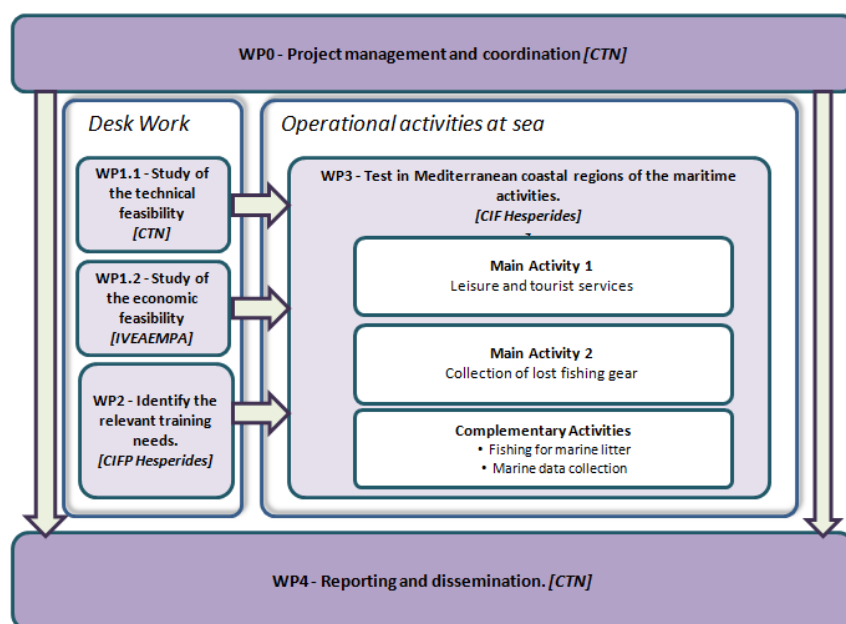 WP0 - Project management and coordination [CTN]
Desk Work
WP1.1 - Study of
the technical
feasibility
[CTN]
WP1.2 - Study of
the economic
feasibility
[IVEAEMPA]
WP2 - Identify the
relevant training
needs.
[CIFP Hesperides]
Operational activities at sea
WP3 - Test in Mediterranean coastal regions of the maritime
activities.
[CIF Hesperides]
Main Activity 1
Leisure and tourist services
Main Activity 2
Collection of lost fishing gear
Complementary Activities
• Fishing for marine litter
• Marine data collection
WP4 - Reporting and dissemination. [CTN]